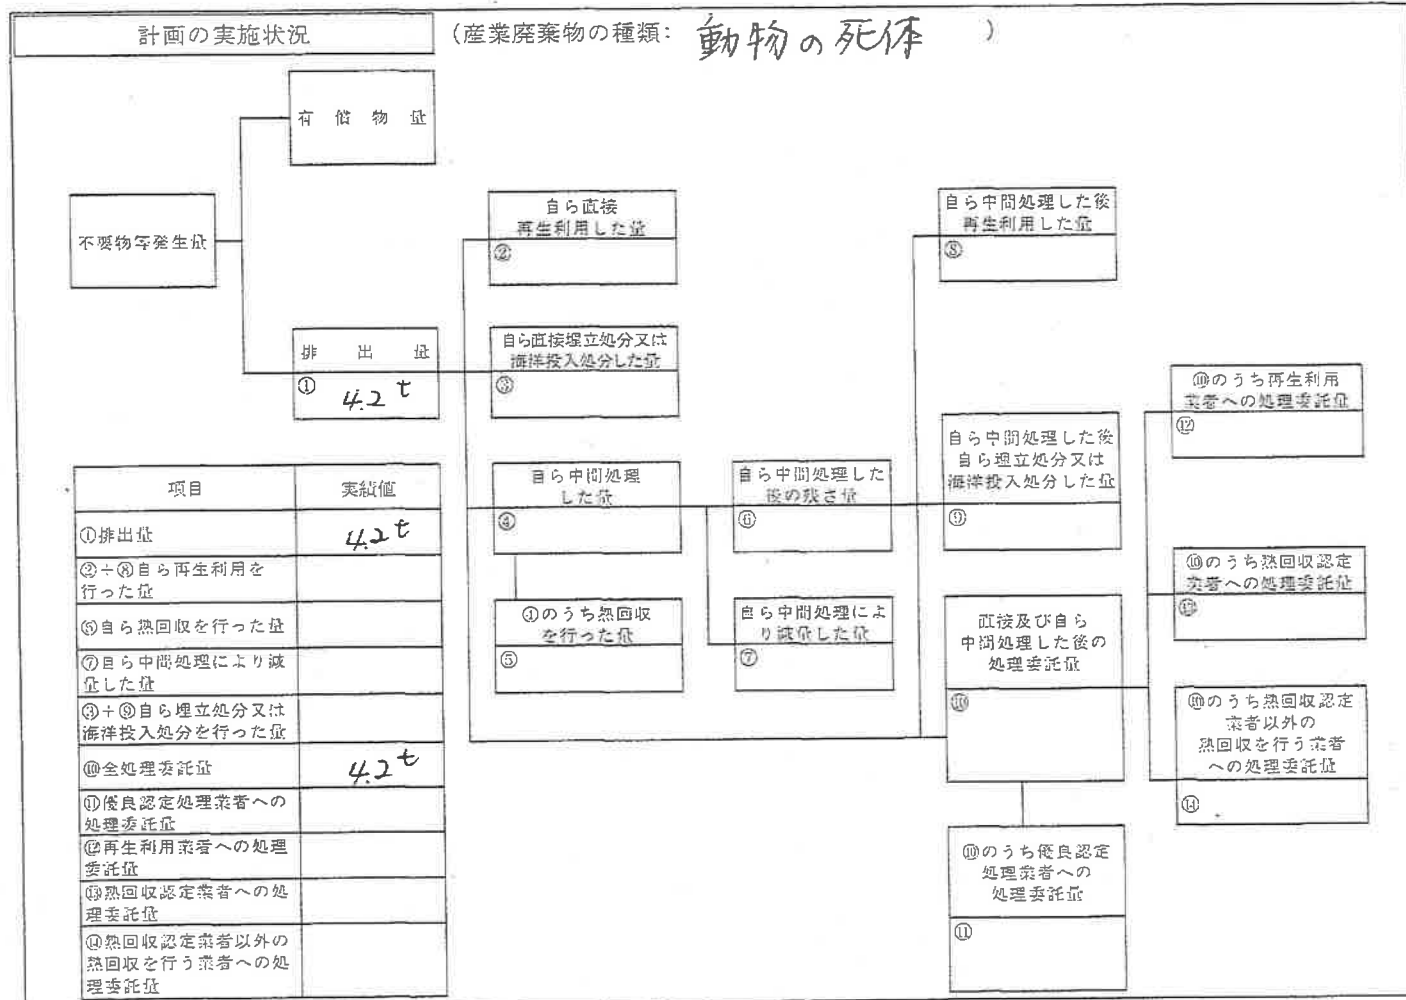 計画の実施状況
(産業廃棄物の種類: 動物の死体 )
有償物量
不要物等発生量
排出量
① 4.2 t
自ら直接
再生利用した量
②
自ら直接埋立処分又は
海洋投入処分した量
③
自ら中間処理
した量
④
④のうち熱回収
を行った量
⑤
自ら中間処理した
後の残さ量
⑥
自ら中間処理によ
り減量した量
⑦
自ら中間処理した後
再生利用した量
⑧
自ら中間処理した後
自ら埋立処分又は
海洋投入処分した量
⑨
直接及び自ら
中間処理した後の
処理委託量
⑩
⑩のうち優良認定
処理業者への
処理委託量
⑪
⑩のうち再生利用
業者への処理委託量
⑫
⑩のうち熱回収認定
業者への処理委託量
⑬
⑩のうち熱回収認定
業者以外の
熱回収を行う業者
への処理委託量
⑭
項目 実績値
①排出量 4.2 t
②+⑧自ら再生利用を
行った量
⑤自ら熱回収を行った量
⑦自ら中間処理により減
量した量
③+⑨自ら埋立処分又は
海洋投入処分を行った量
⑩全処理委託量 4.2 t
⑪優良認定処理業者への
処理委託量
⑫再生利用業者への処理
委託量
⑬熱回収認定業者への処
理委託量
⑭熱回収認定業者以外の
熱回収を行う業者への処
理委託量